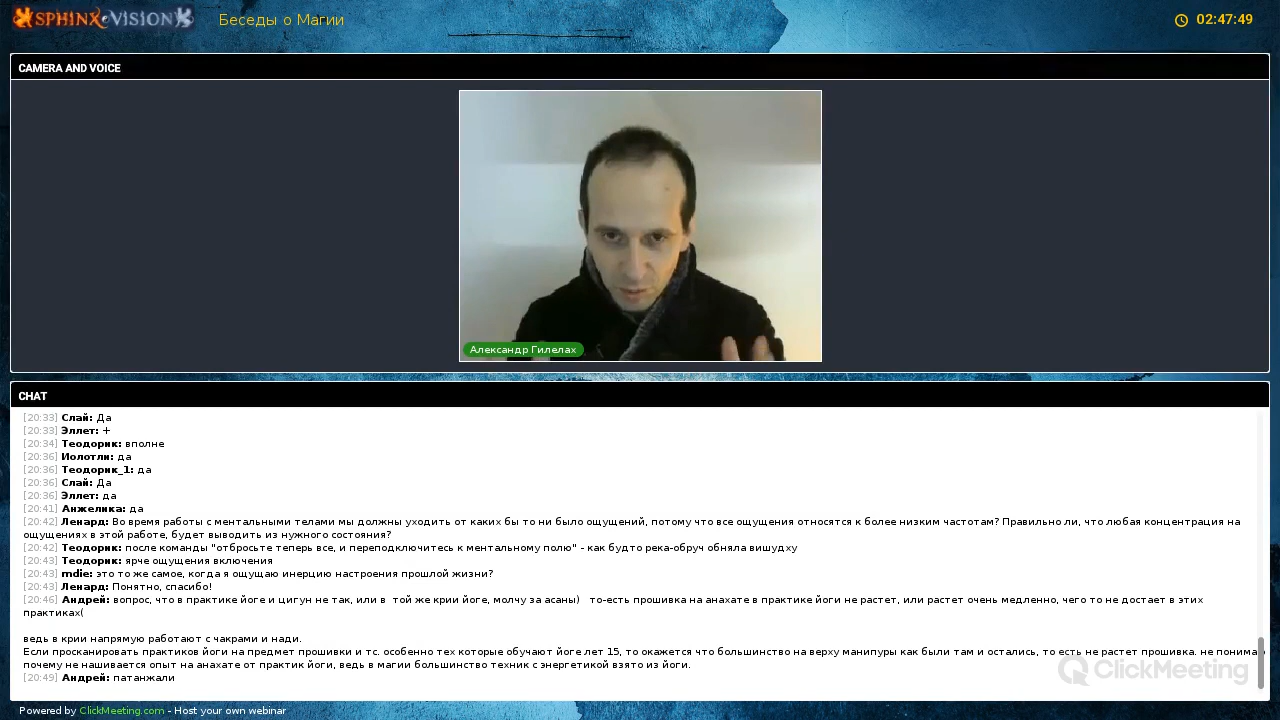 SPHINX VISION Беседы о Магии 02:47:49
CAMERA AND VOICE
Александр Гилелах
CHAT
[20:33] Слай: Да
[20:33] Эллет: +
[20:34] Теодорик: вполне
[20:36] Иолотли: да
[20:36] Теодорик_1: да
[20:36] Слай: Да
[20:36] Эллет: да
[20:41] Анжелика: да
[20:42] Ленард: Во время работы с ментальными телами мы должны уходить от каких бы то ни было ощущений, потому что все ощущения относятся к более низким частотам? Правильно ли, что любая концентрация на
ощущениях в этой работе, будет выводить из нужного состояния?
[20:42] Теодорик: после команды "отбросьте теперь все, и переподключитесь к ментальному полю" - как будто река-обруч обняла вишудху
[20:43] Теодорик: ярче ощущения включения
[20:43] mdie: это то же самое, когда я ощущаю инерцию настроения прошлой жизни?
[20:43] Ленард: Понятно, спасибо!
[20:46] Андрей: вопрос, что в практике йоге и цигун не так, или в той же крии йоге, молчу за асаны) то-есть прошивка на анахате в практике йоги не растет, или растет очень медленно, чего то не достает в этих
практиках(
ведь в крии напрямую работают с чакрами и нади.
Если просканировать практиков йоги на предмет прошивки и тс. особенно тех которые обучают йоге лет 15, то окажется что большинство на верху манипуры как были там и остались, то есть не растет прошивка. не понимаю
почему не нашивается опыт на анахате от практик йоги, ведь в магии большинство техник с энергетикой взято из йоги.
[20:49] Андрей: патанжали
ClickMeeting
Powered by ClickMeeting.com - Host your own webinar